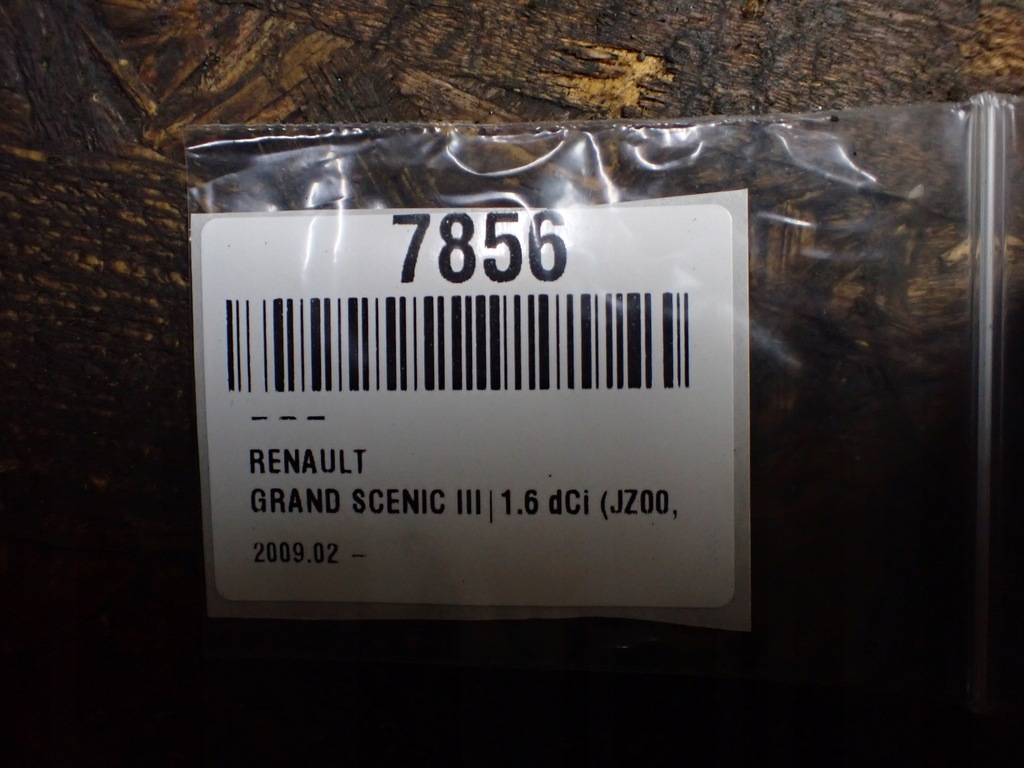 7856
RENAULT
GRAND SCENIC III | 1.6 dCi (JZ00,
2009.02 –